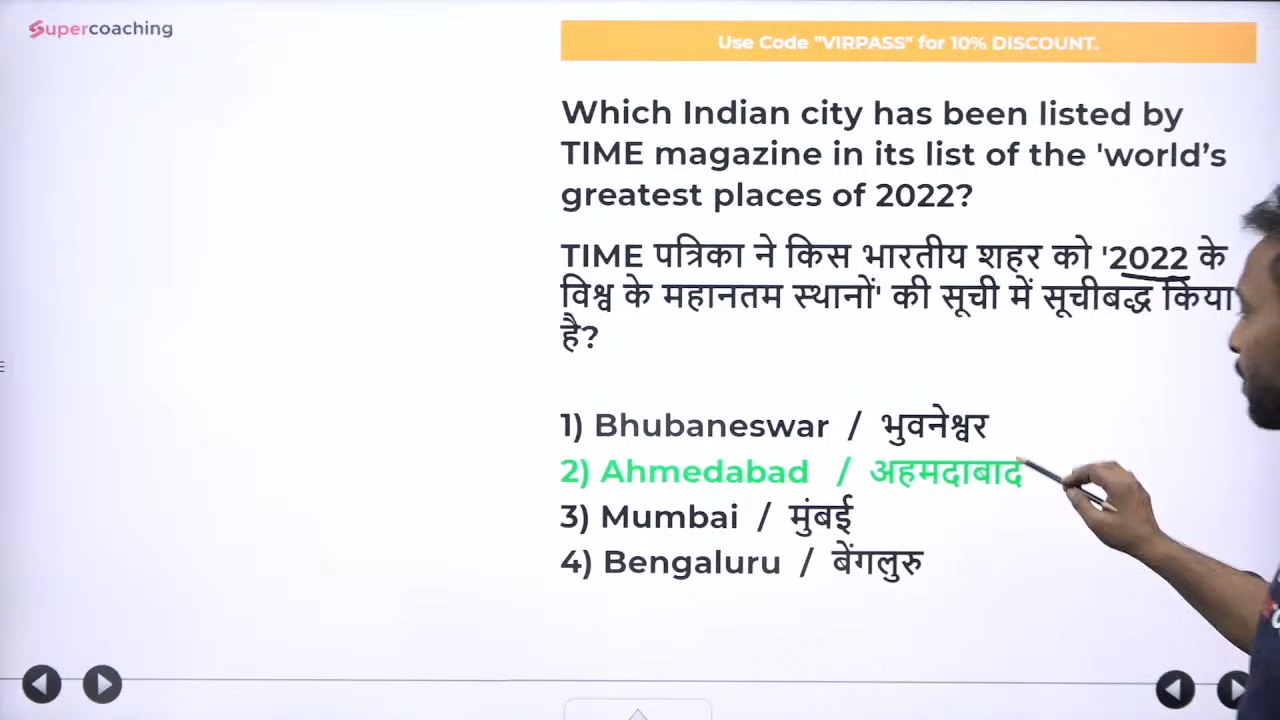 Supercoaching
Use Code "VIRPASS" for 10% DISCOUNT.
Which Indian city has been listed by
TIME magazine in its list of the 'world’s
greatest places of 2022?
TIME पत्रिका ने किस भारतीय शहर को '2022 के
विश्व के महानतम स्थानों' की सूची में सूचीबद्ध किया
है?
1) Bhubaneswar / भुवनेश्वर
2) Ahmedabad / अहमदाबाद
3) Mumbai / मुंबई
4) Bengaluru / बेंगलुरु